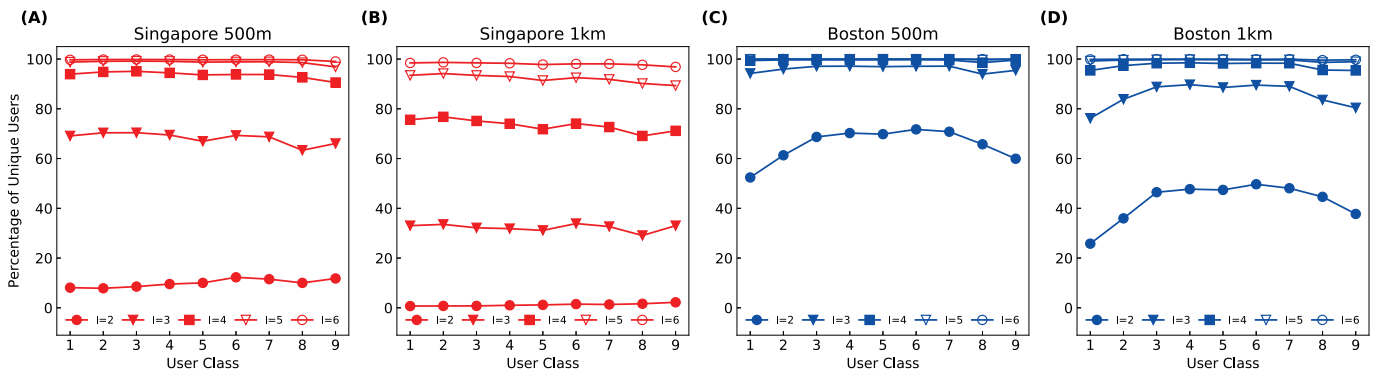 (A)
Singapore 500m
Percentage of Unique Users
100
80
60
40
20
0
l=2 l=3 l=4 l=5 l=6
1 2 3 4 5 6 7 8 9
User Class
(B)
Singapore 1km
100
80
60
40
20
0
l=2 l=3 l=4 l=5 l=6
1 2 3 4 5 6 7 8 9
User Class
(C)
Boston 500m
100
80
60
40
20
0
l=2 l=3 l=4 l=5 l=6
1 2 3 4 5 6 7 8 9
User Class
(D)
Boston 1km
100
80
60
40
20
0
l=2 l=3 l=4 l=5 l=6
1 2 3 4 5 6 7 8 9
User Class